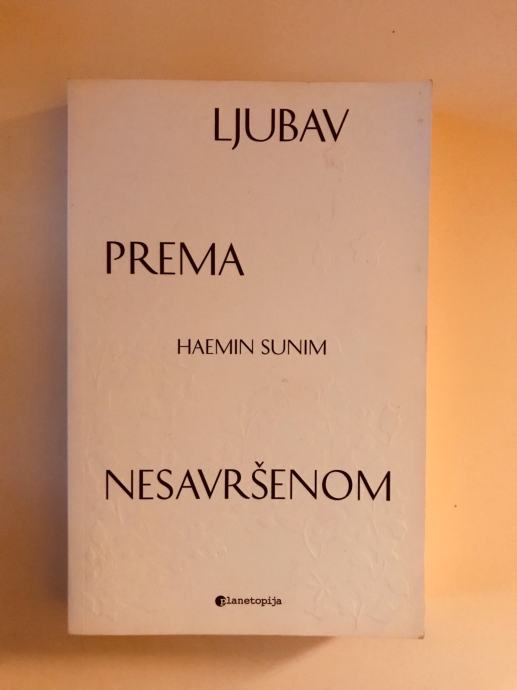 LJUBAV
PREMA
HAEMIN SUNIM
NESAVRŠENOM
planetopija